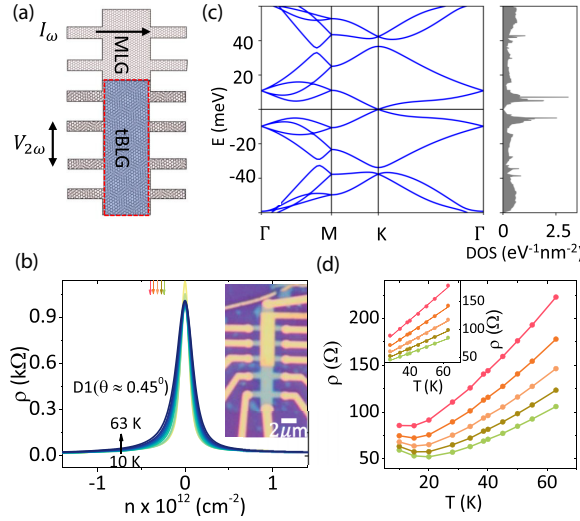 (a)
I_ω
MLG
tBLG
V_2ω
(c)
E (meV)
40
20
0
-20
-40
Γ
M
K
Γ
0
2.5
DOS (eV⁻¹nm⁻²)
(b)
ρ (kΩ)
0.9
0.6
0.3
0.0
D1(θ ≈ 0.45⁰)
63 K
10 K
2μm
-1
0
1
n x 10¹² (cm⁻²)
(d)
ρ (Ω)
200
150
100
50
150
100
50
ρ (Ω)
30
60
T (K)
0
20
40
60
T (K)